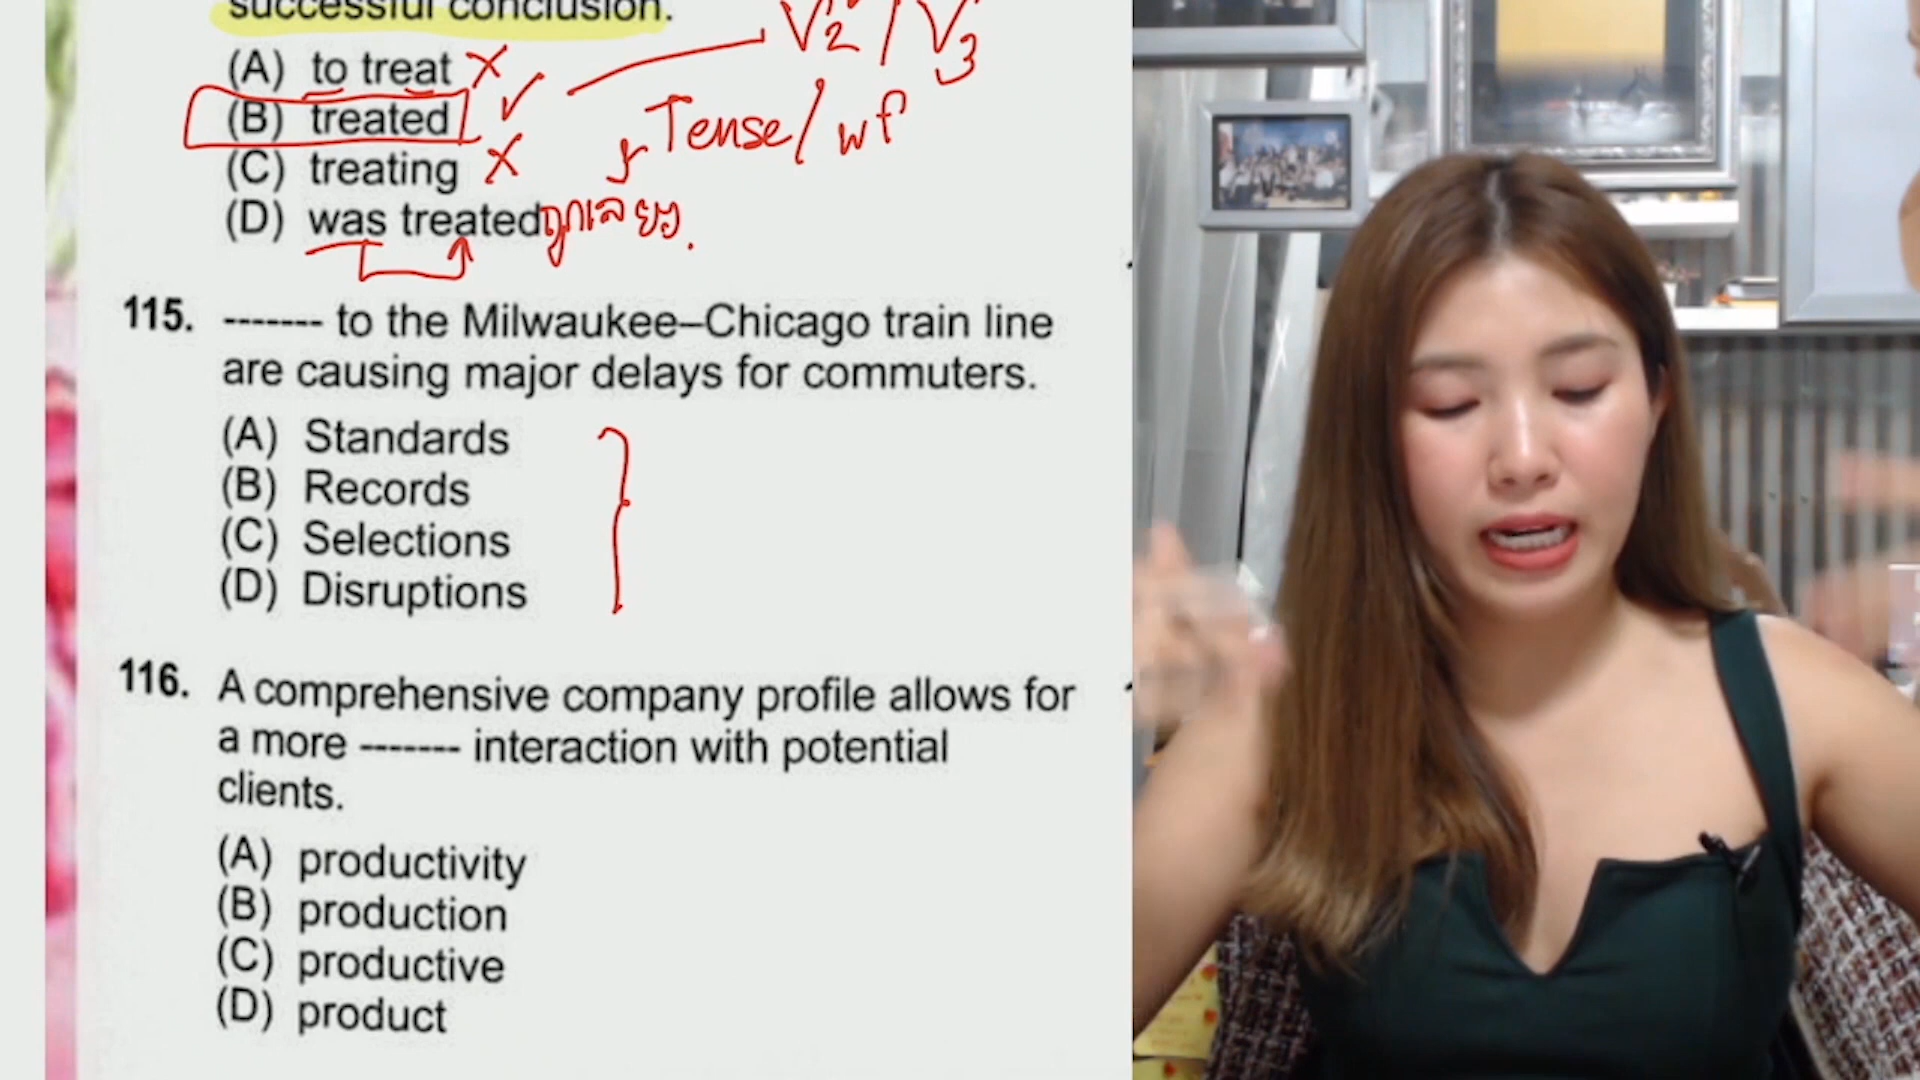 successful conclusion.
(A) to treat x
V2 / V3
(B) treated ✓
Tense / wf
(C) treating x
(D) was treated ถูกเลี้ยง.
115. ------- to the Milwaukee–Chicago train line
are causing major delays for commuters.
(A) Standards
(B) Records
(C) Selections
(D) Disruptions
116. A comprehensive company profile allows for
a more ------- interaction with potential
clients.
(A) productivity
(B) production
(C) productive
(D) product